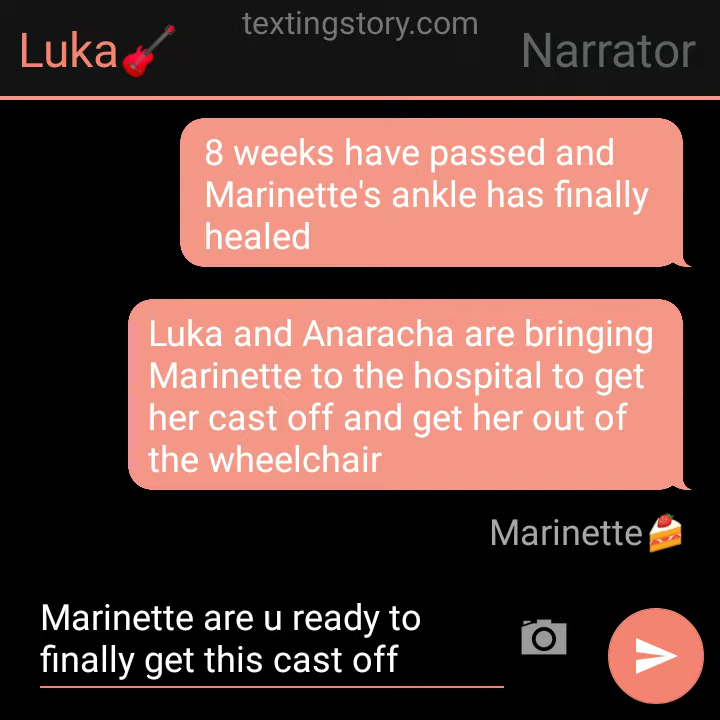 textingstory.com
Luka🎸 Narrator
8 weeks have passed and
Marinette's ankle has finally
healed
Luka and Anaracha are bringing
Marinette to the hospital to get
her cast off and get her out of
the wheelchair
Marinette🍰
Marinette are u ready to
finally get this cast off